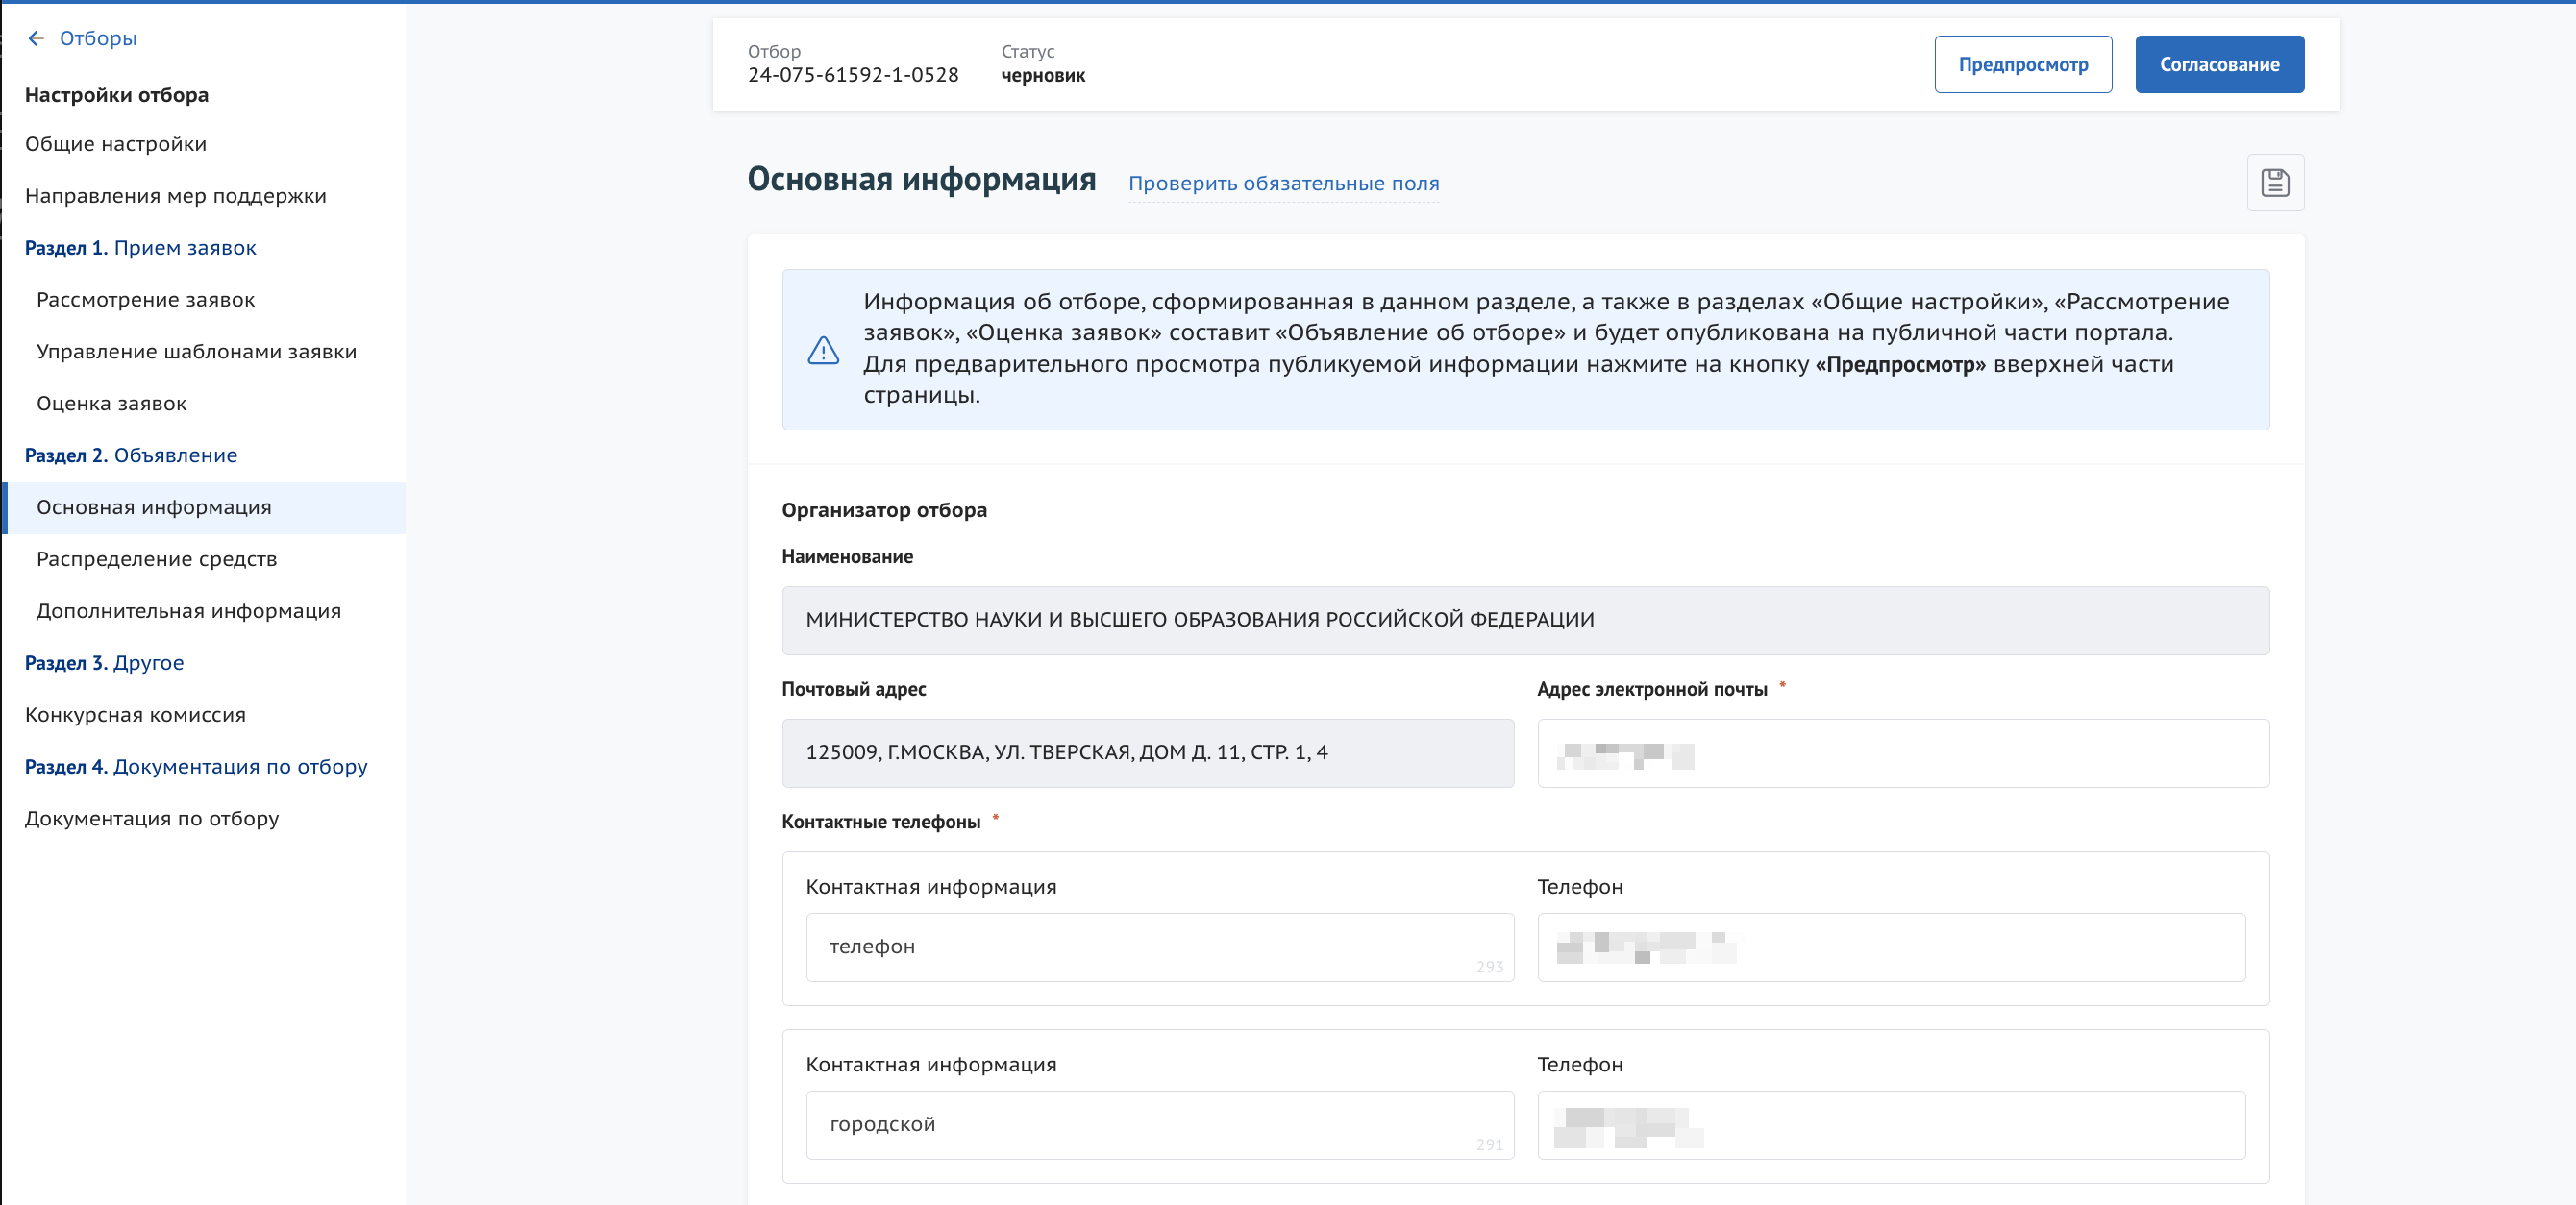 Отборы
Настройки отбора
Общие настройки
Направления мер поддержки
Раздел 1. Прием заявок
Рассмотрение заявок
Управление шаблонами заявки
Оценка заявок
Раздел 2. Объявление
Основная информация
Распределение средств
Дополнительная информация
Раздел 3. Другое
Конкурсная комиссия
Раздел 4. Документация по отбору
Документация по отбору
Отбор
24-075-61592-1-0528
Статус
черновик
Предпросмотр
Согласование
Основная информация
Проверить обязательные поля
Информация об отборе, сформированная в данном разделе, а также в разделах «Общие настройки», «Рассмотрение
заявок», «Оценка заявок» составит «Объявление об отборе» и будет опубликована на публичной части портала.
Для предварительного просмотра публикуемой информации нажмите на кнопку «Предпросмотр» вверхней части
страницы.
Организатор отбора
Наименование
МИНИСТЕРСТВО НАУКИ И ВЫСШЕГО ОБРАЗОВАНИЯ РОССИЙСКОЙ ФЕДЕРАЦИИ
Почтовый адрес
125009, Г.МОСКВА, УЛ. ТВЕРСКАЯ, ДОМ Д. 11, СТР. 1, 4
Адрес электронной почты *
Контактные телефоны *
Контактная информация
телефон
293
Телефон
Контактная информация
городской
291
Телефон